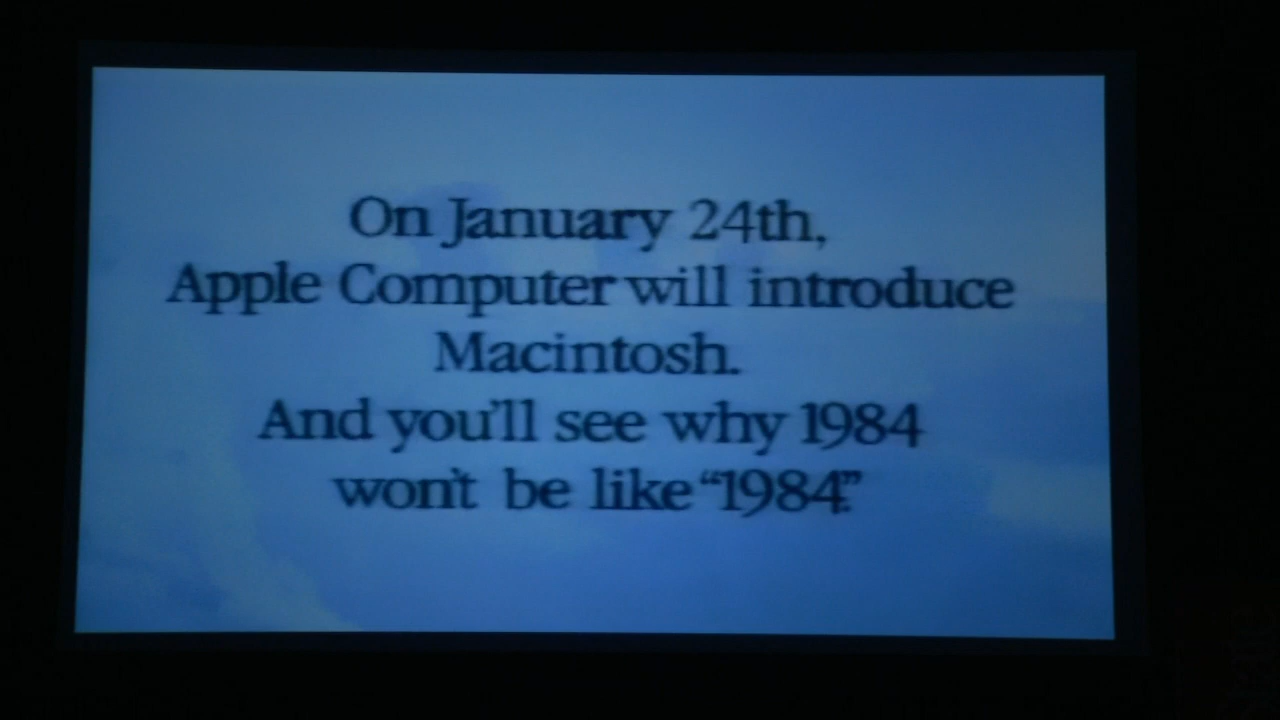 On January 24th,
Apple Computer will introduce
Macintosh.
And you'll see why 1984
won't be like “1984.”